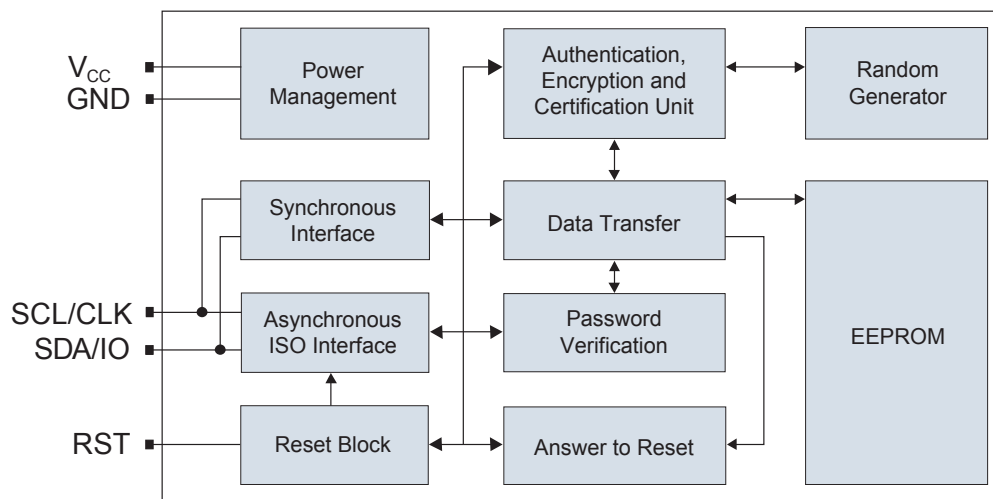 V_CC
GND
SCL/CLK
SDA/IO
RST
Power
Management
Authentication,
Encryption and
Certification Unit
Random
Generator
Synchronous
Interface
Data Transfer
Asynchronous
ISO Interface
Password
Verification
EEPROM
Reset Block
Answer to Reset